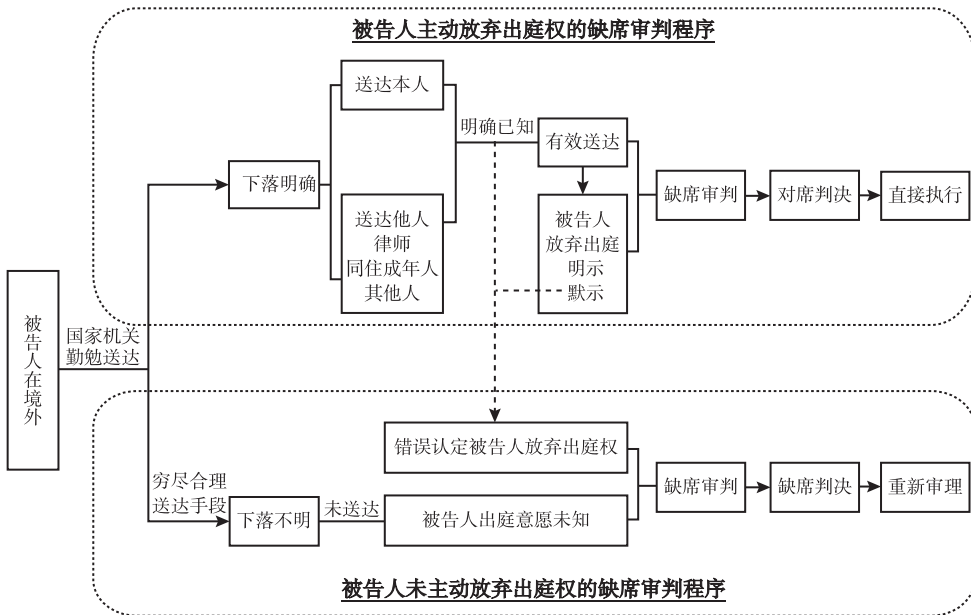 被告人主动放弃出庭权的缺席审判程序
送达本人
明确已知
有效送达
下落明确
缺席审判
对席判决
直接执行
送达他人
律师
同住成年人
其他人
被告人
放弃出庭
明示
默示
被告人在境外
国家机关
勤勉送达
错误认定被告人放弃出庭权
穷尽合理
送达手段
下落不明
未送达
被告人出庭意愿未知
缺席审判
缺席判决
重新审理
被告人未主动放弃出庭权的缺席审判程序